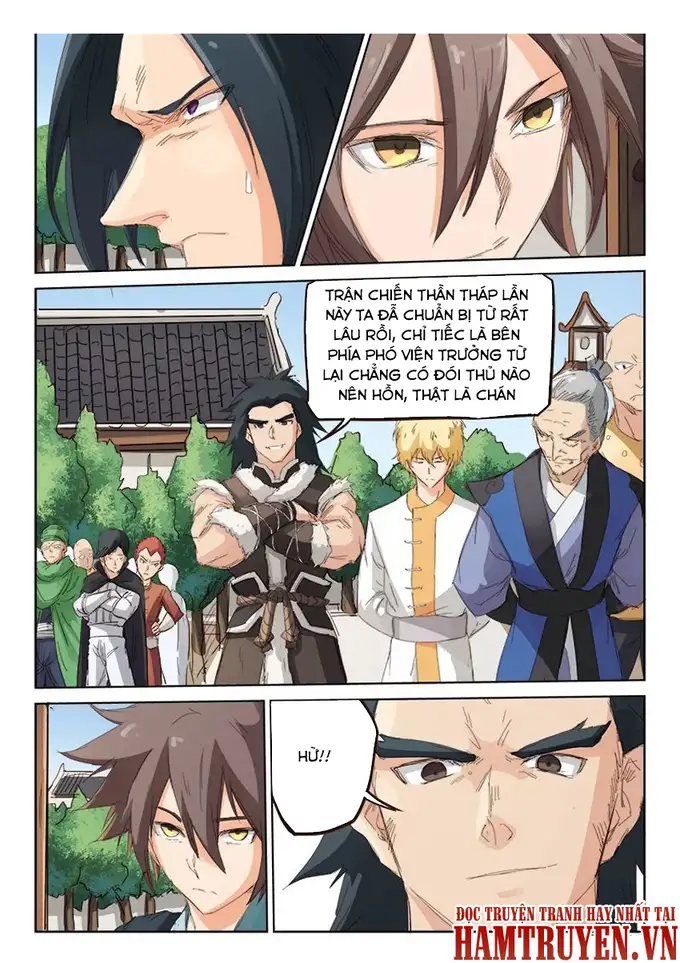 TRẬN CHIẾN THẦN THÁP LẦN
NÀY TA ĐẪ CHUẨN BỊ TỪ RẤT
LÂU RỒI, CHỈ TIẾC LÀ BÊN
PHÍA PHÓ VIỆN TRƯỞNG TỪ
LẠI CHẲNG CÓ ĐÓI THỦ NÀO
NÊN HỒN, THẬT LÀ CHÁN
HỪ!!
ĐỌC TRUYỆN TRANH HAY NHẤT TẠI
HAMTRUYEN.VN